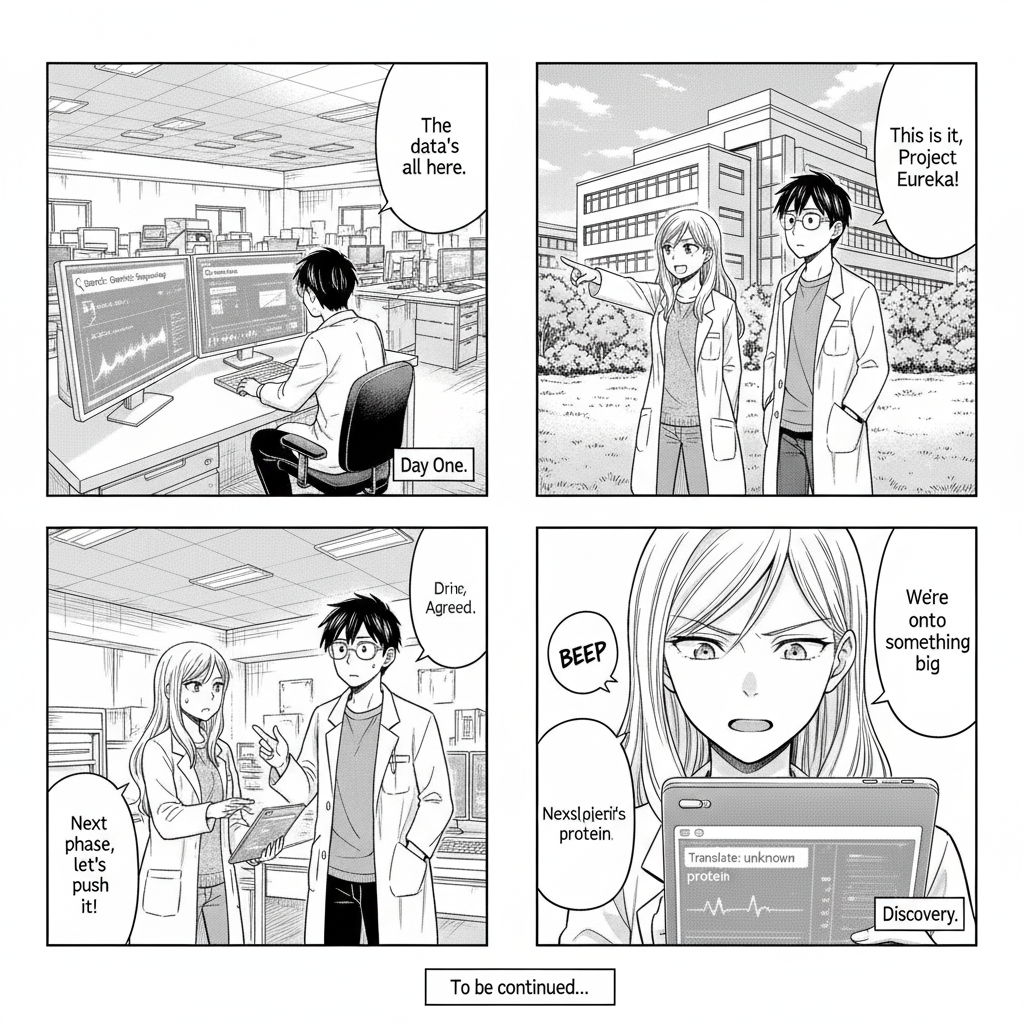 The
data's
all here.
Day One.
This is it,
Project
Eureka!
Agreed.
Next
phase,
let's
push
it!
BEEP
We're
onto
something
big
protein.
Translate: unknown
protein
Discovery.
To be continued...